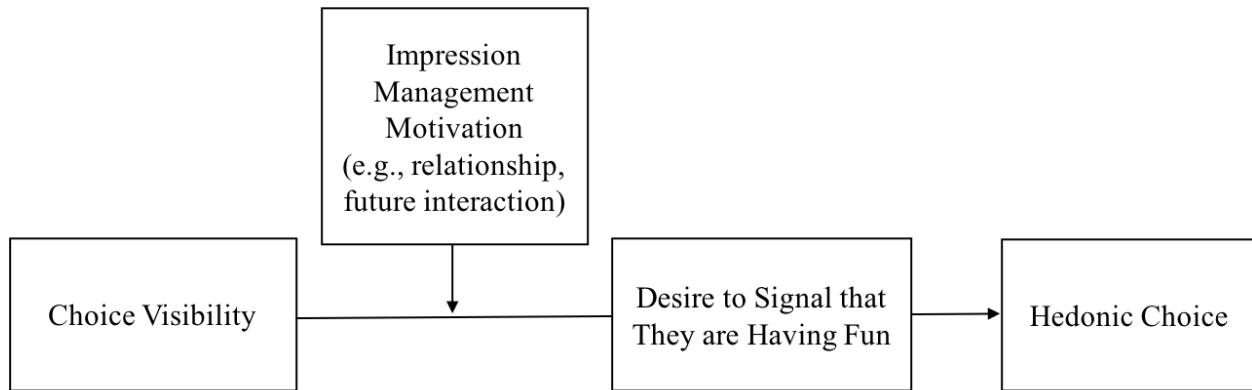 Impression
Management
Motivation
(e.g., relationship,
future interaction)
Choice Visibility
Desire to Signal that
They are Having Fun
Hedonic Choice